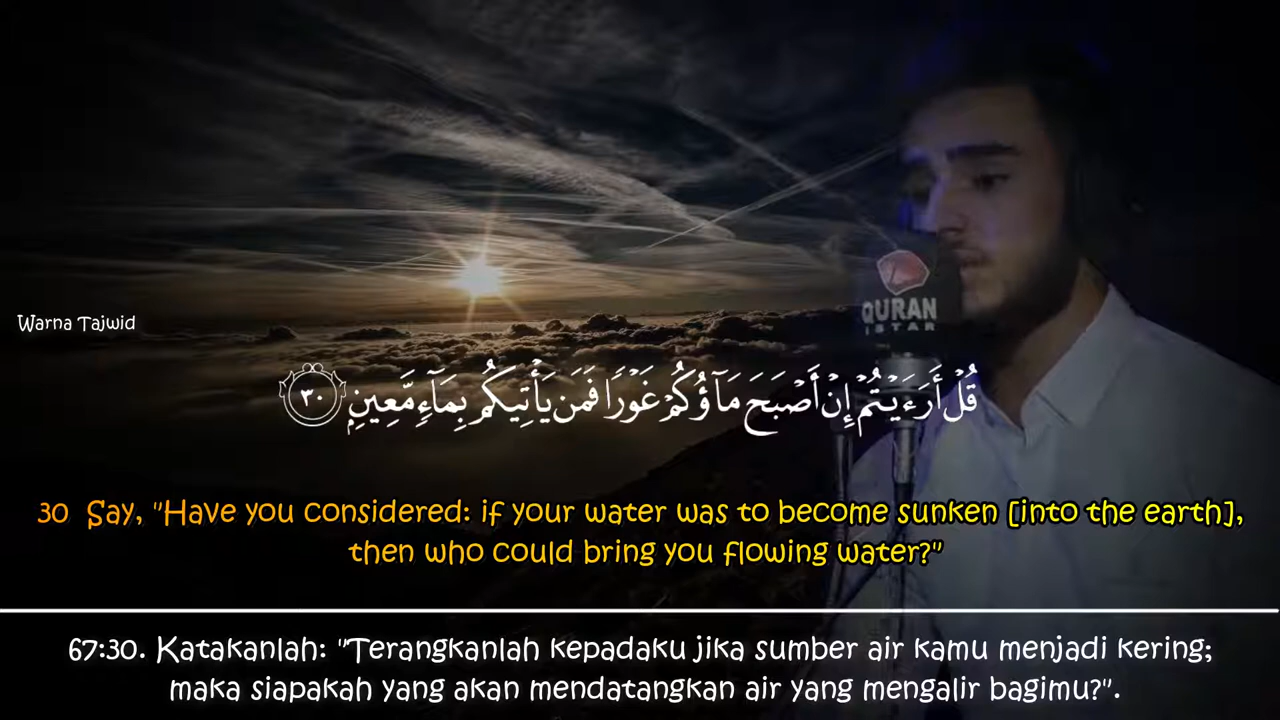 QURAN
ISTAR
Warna Tajwid
قُلْ أَرَءَيْتُمْ إِنْ أَصْبَحَ مَآؤُكُمْ غَوْرًا فَمَن يَأْتِيكُم بِمَآءٍ مَّعِينٍۭ ٣٠
30 Say, "Have you considered: if your water was to become sunken [into the earth],
then who could bring you flowing water?"
67:30. Katakanlah: "Terangkanlah kepadaku jika sumber air kamu menjadi kering;
maka siapakah yang akan mendatangkan air yang mengalir bagimu?".